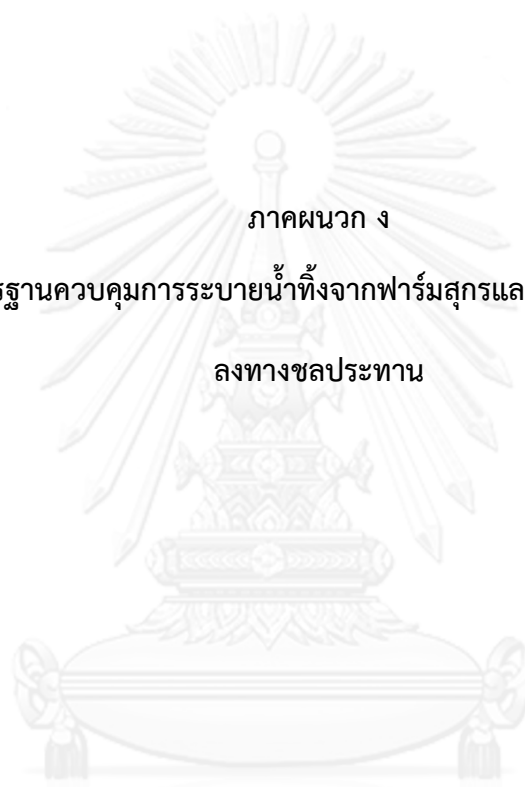 ภาคผนวก ง
รฐานควบคุมการระบายน้ำทิ้งจากฟาร์มสุกรแล
ลงทางชลประทาน